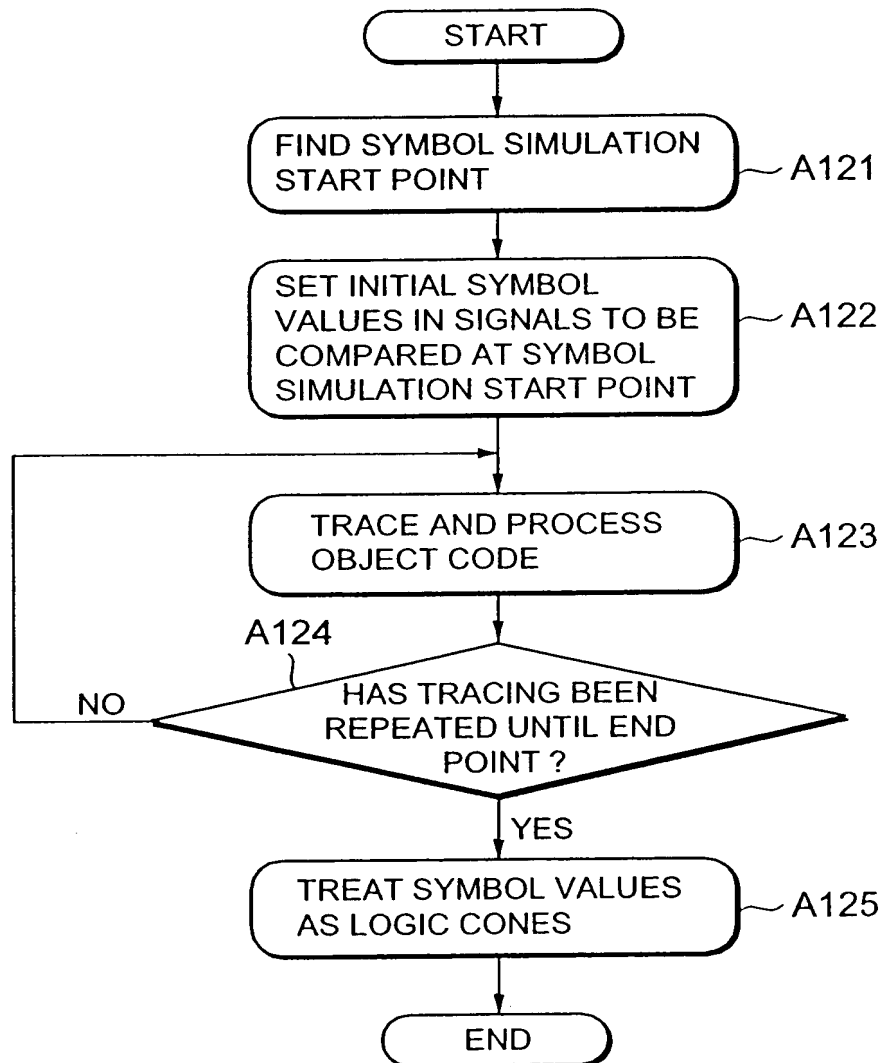 START
FIND SYMBOL SIMULATION
START POINT
A121
SET INITIAL SYMBOL
VALUES IN SIGNALS TO BE
COMPARED AT SYMBOL
SIMULATION START POINT
A122
TRACE AND PROCESS
OBJECT CODE
A123
A124
HAS TRACING BEEN
REPEATED UNTIL END
POINT ?
NO
YES
TREAT SYMBOL VALUES
AS LOGIC CONES
A125
END